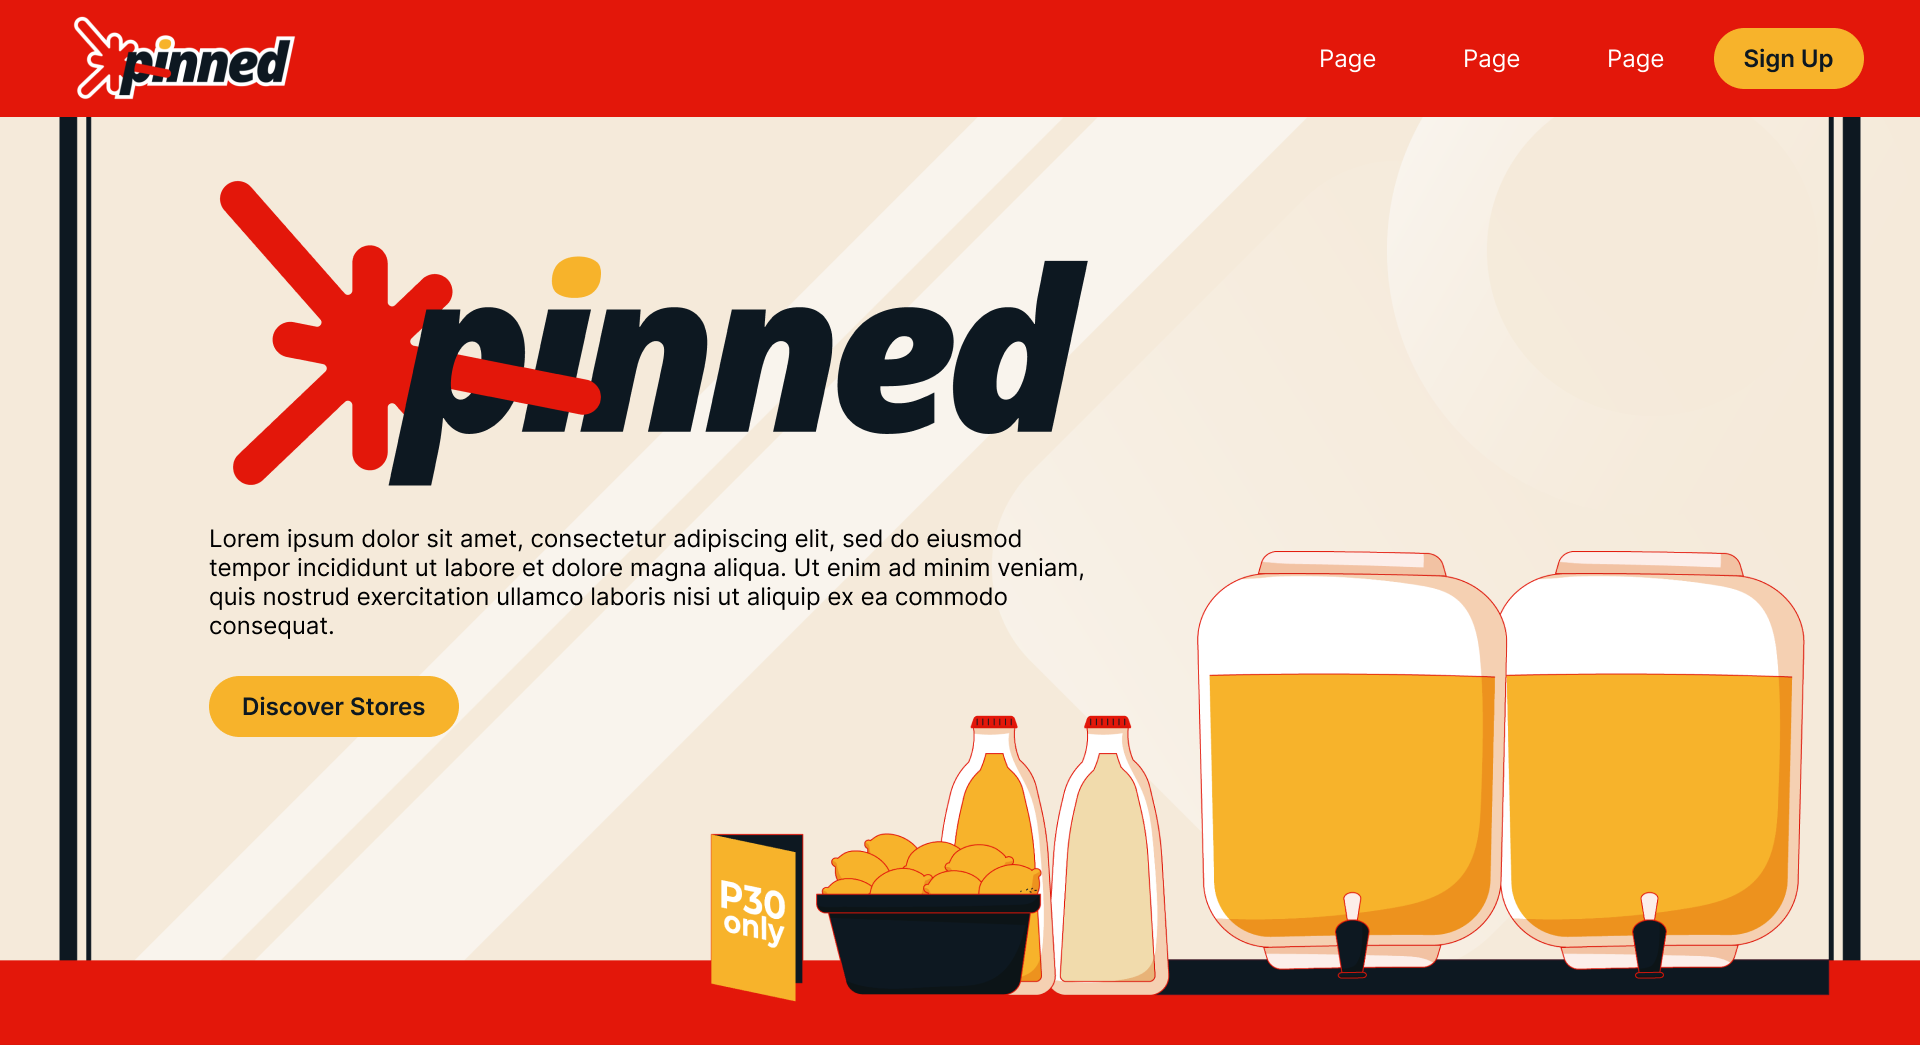 pinned
Page
Page
Page
Sign Up
pinned
Lorem ipsum dolor sit amet, consectetur adipiscing elit, sed do eiusmod
tempor incididunt ut labore et dolore magna aliqua. Ut enim ad minim veniam,
quis nostrud exercitation ullamco laboris nisi ut aliquip ex ea commodo
consequat.
Discover Stores
P30
only